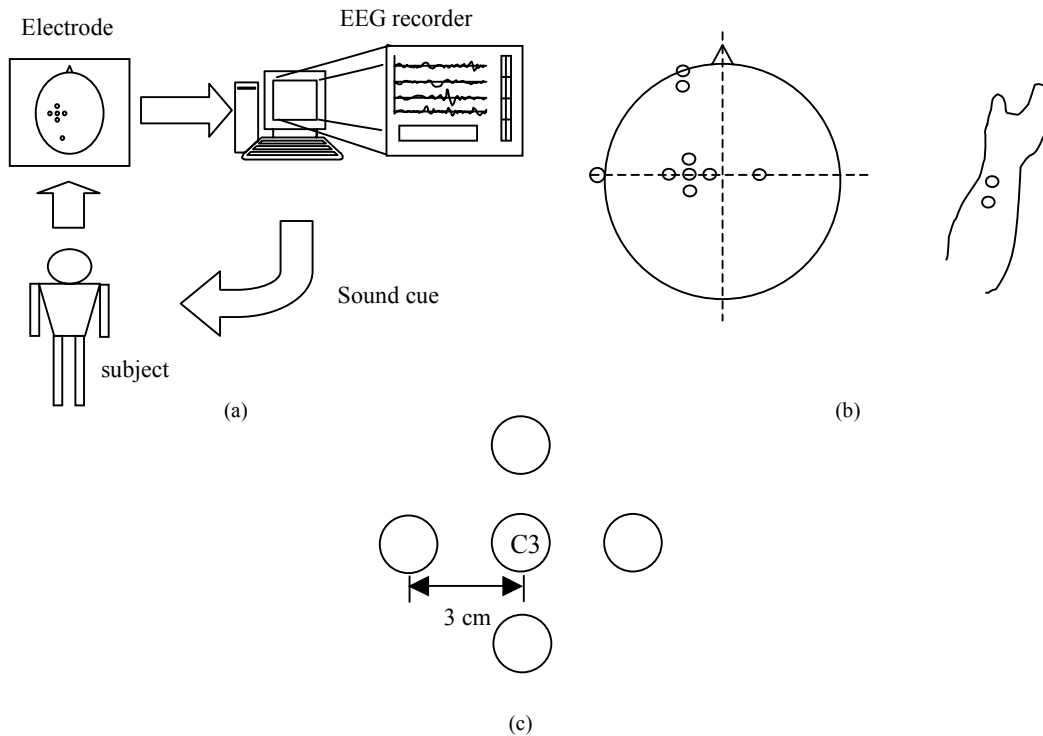 Electrode
EEG recorder
Sound cue
subject
(a)
(b)
C3
3 cm
(c)